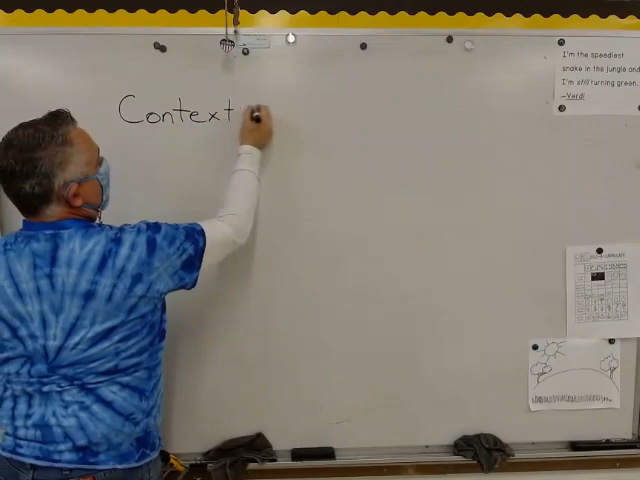 Context
I'm the speediest
snake in the jungle and
I'm still turning green.
—Verdi